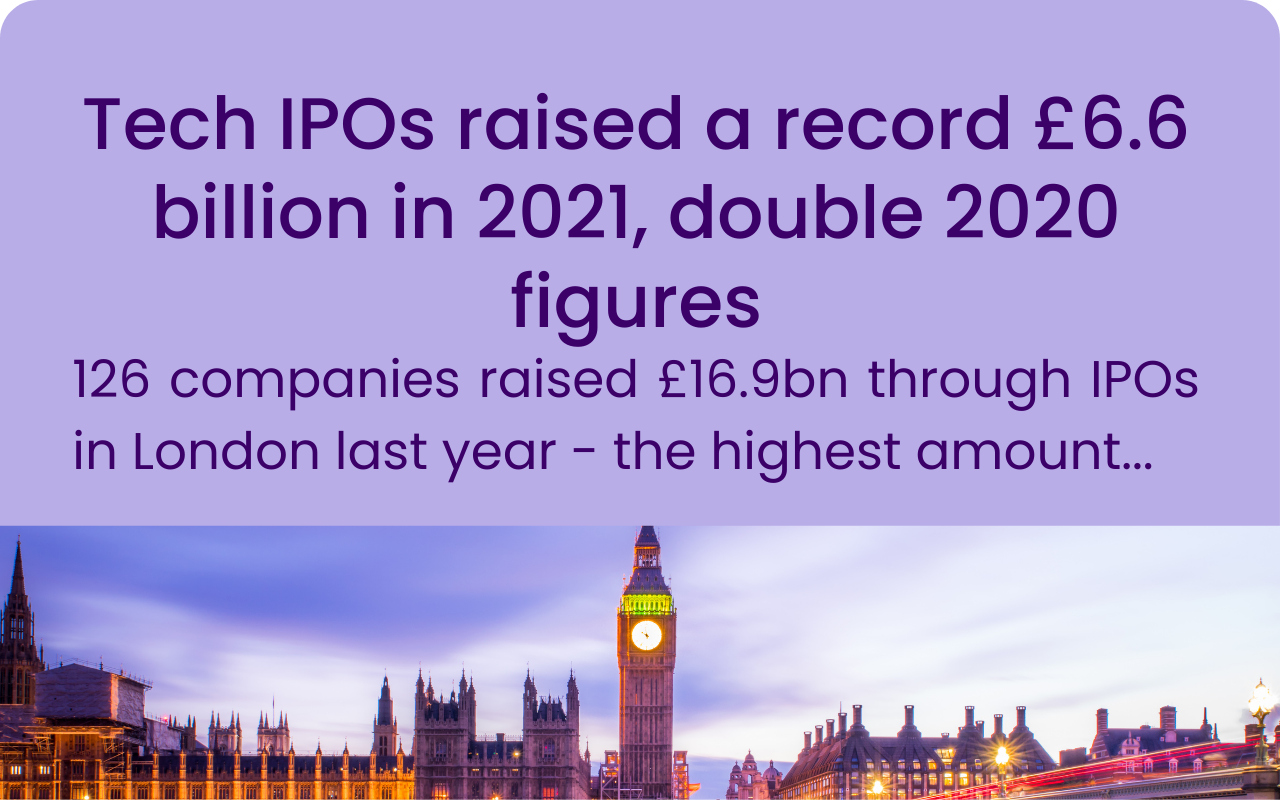 Tech IPOs raised a record £6.6
billion in 2021, double 2020
figures
126 companies raised £16.9bn through IPOs
in London last year - the highest amount...